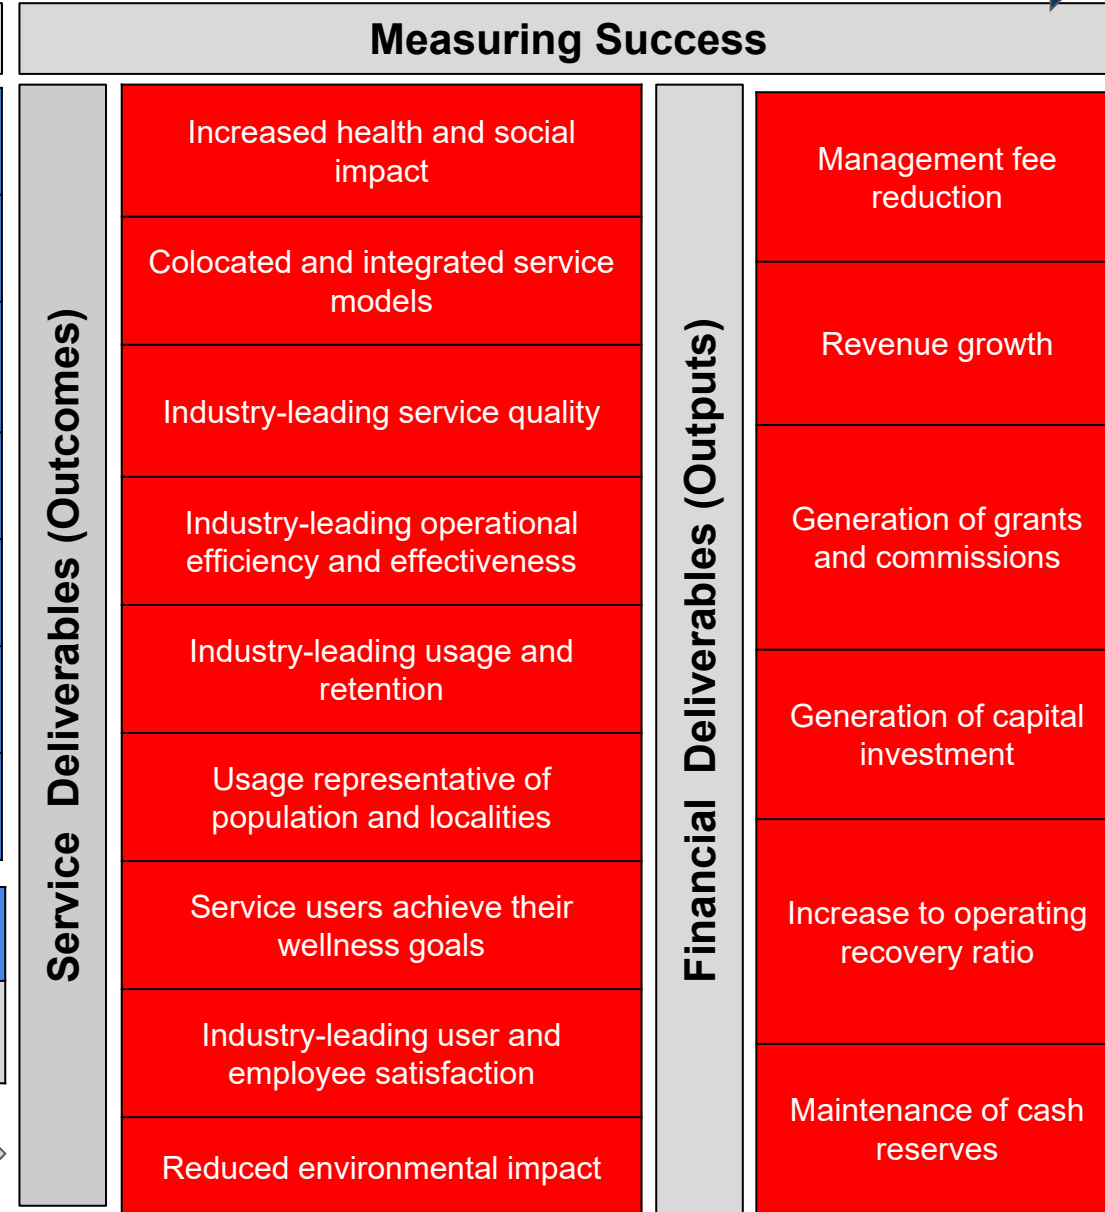 Measuring Success
Service Deliverables (Outcomes)
Increased health and social
impact
Colocated and integrated service
models
Industry-leading service quality
Industry-leading operational
efficiency and effectiveness
Industry-leading usage and
retention
Usage representative of
population and localities
Service users achieve their
wellness goals
Industry-leading user and
employee satisfaction
Reduced environmental impact
Financial Deliverables (Outputs)
Management fee
reduction
Revenue growth
Generation of grants
and commissions
Generation of capital
investment
Increase to operating
recovery ratio
Maintenance of cash
reserves